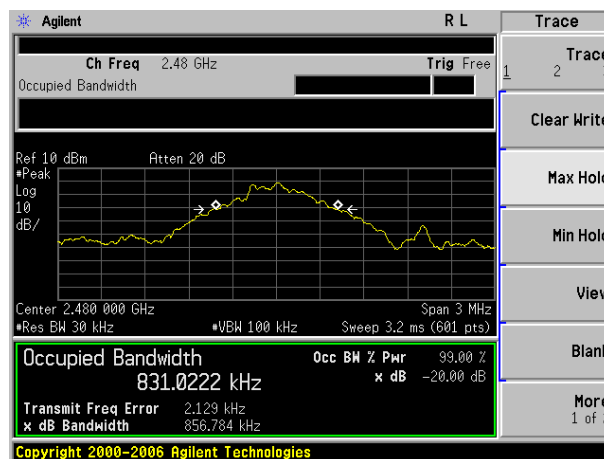 Agilent R L Trace
Ch Freq 2.48 GHz Trig Free
Occupied Bandwidth
Trace
1 2
Clear Write
Max Hold
Min Hold
View
Blank
More
1 of
Ref 10 dBm Atten 20 dB
#Peak
Log
10
dB/
Center 2.480 000 GHz Span 3 MHz
#Res BW 30 kHz #VBW 100 kHz Sweep 3.2 ms (601 pts)
Occupied Bandwidth Occ BW % Pwr 99.00 %
831.0222 kHz x dB -20.00 dB
Transmit Freq Error 2.129 kHz
x dB Bandwidth 856.784 kHz
Copyright 2000-2006 Agilent Technologies